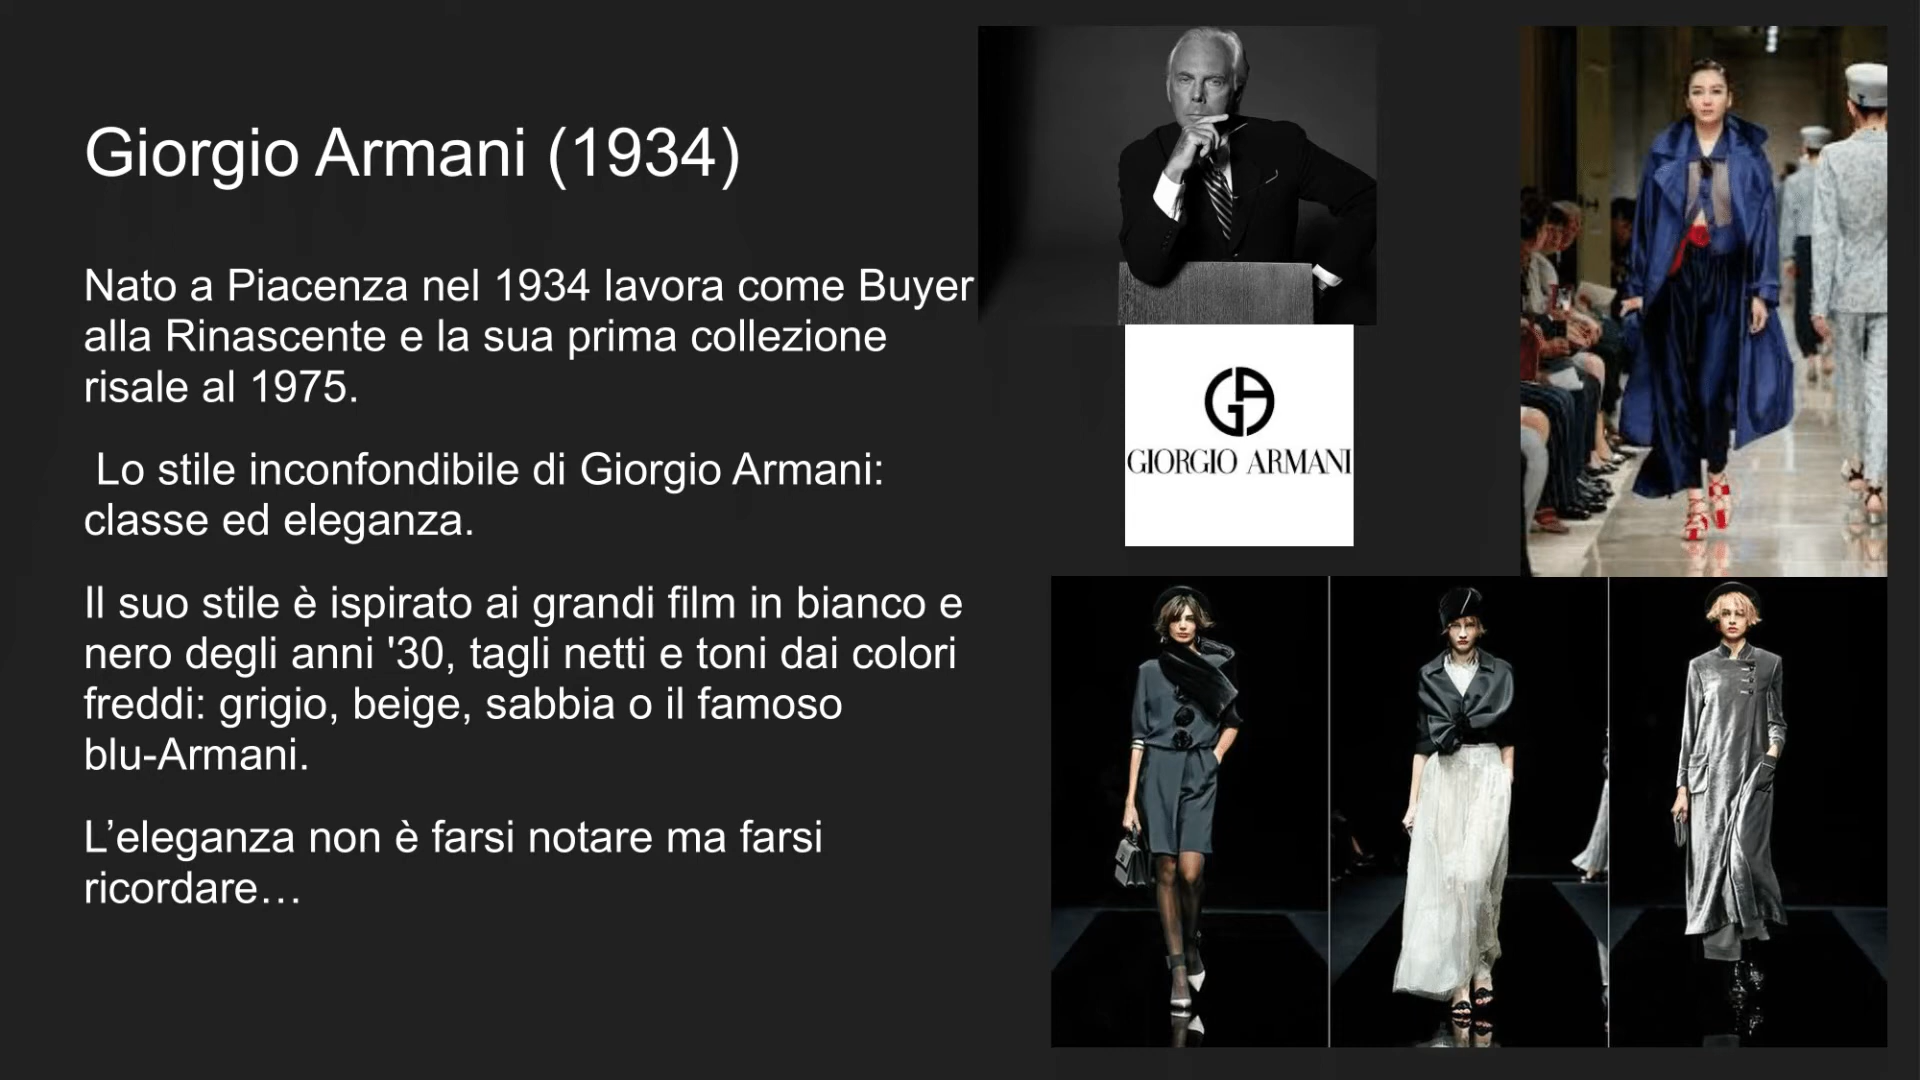 Giorgio Armani (1934)
Nato a Piacenza nel 1934 lavora come Buyer
alla Rinascente e la sua prima collezione
risale al 1975.
Lo stile inconfondibile di Giorgio Armani:
classe ed eleganza.
Il suo stile è ispirato ai grandi film in bianco e
nero degli anni '30, tagli netti e toni dai colori
freddi: grigio, beige, sabbia o il famoso
blu-Armani.
L’eleganza non è farsi notare ma farsi
ricordare…
GA
GIORGIO ARMANI